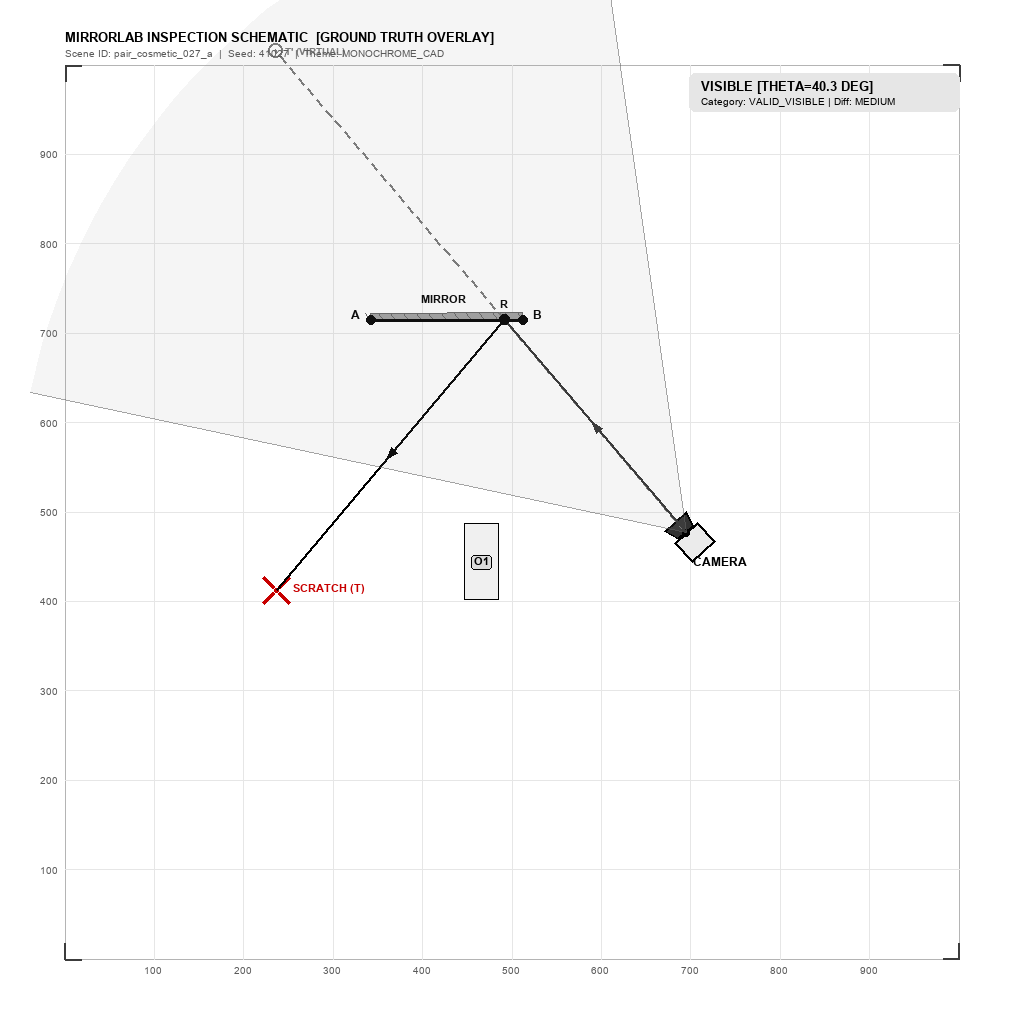 MIRRORLAB INSPECTION SCHEMATIC [GROUND TRUTH OVERLAY]
Scene ID: pair_cosmetic_027_a | Seed: 41027 | Theme: MONOCHROME_CAD
T' (VIRTUAL)
VISIBLE [THETA=40.3 DEG]
Category: VALID_VISIBLE | Diff: MEDIUM
900
800
MIRROR
R
A
B
700
600
500
O1
CAMERA
SCRATCH (T)
400
300
200
100
100 200 300 400 500 600 700 800 900